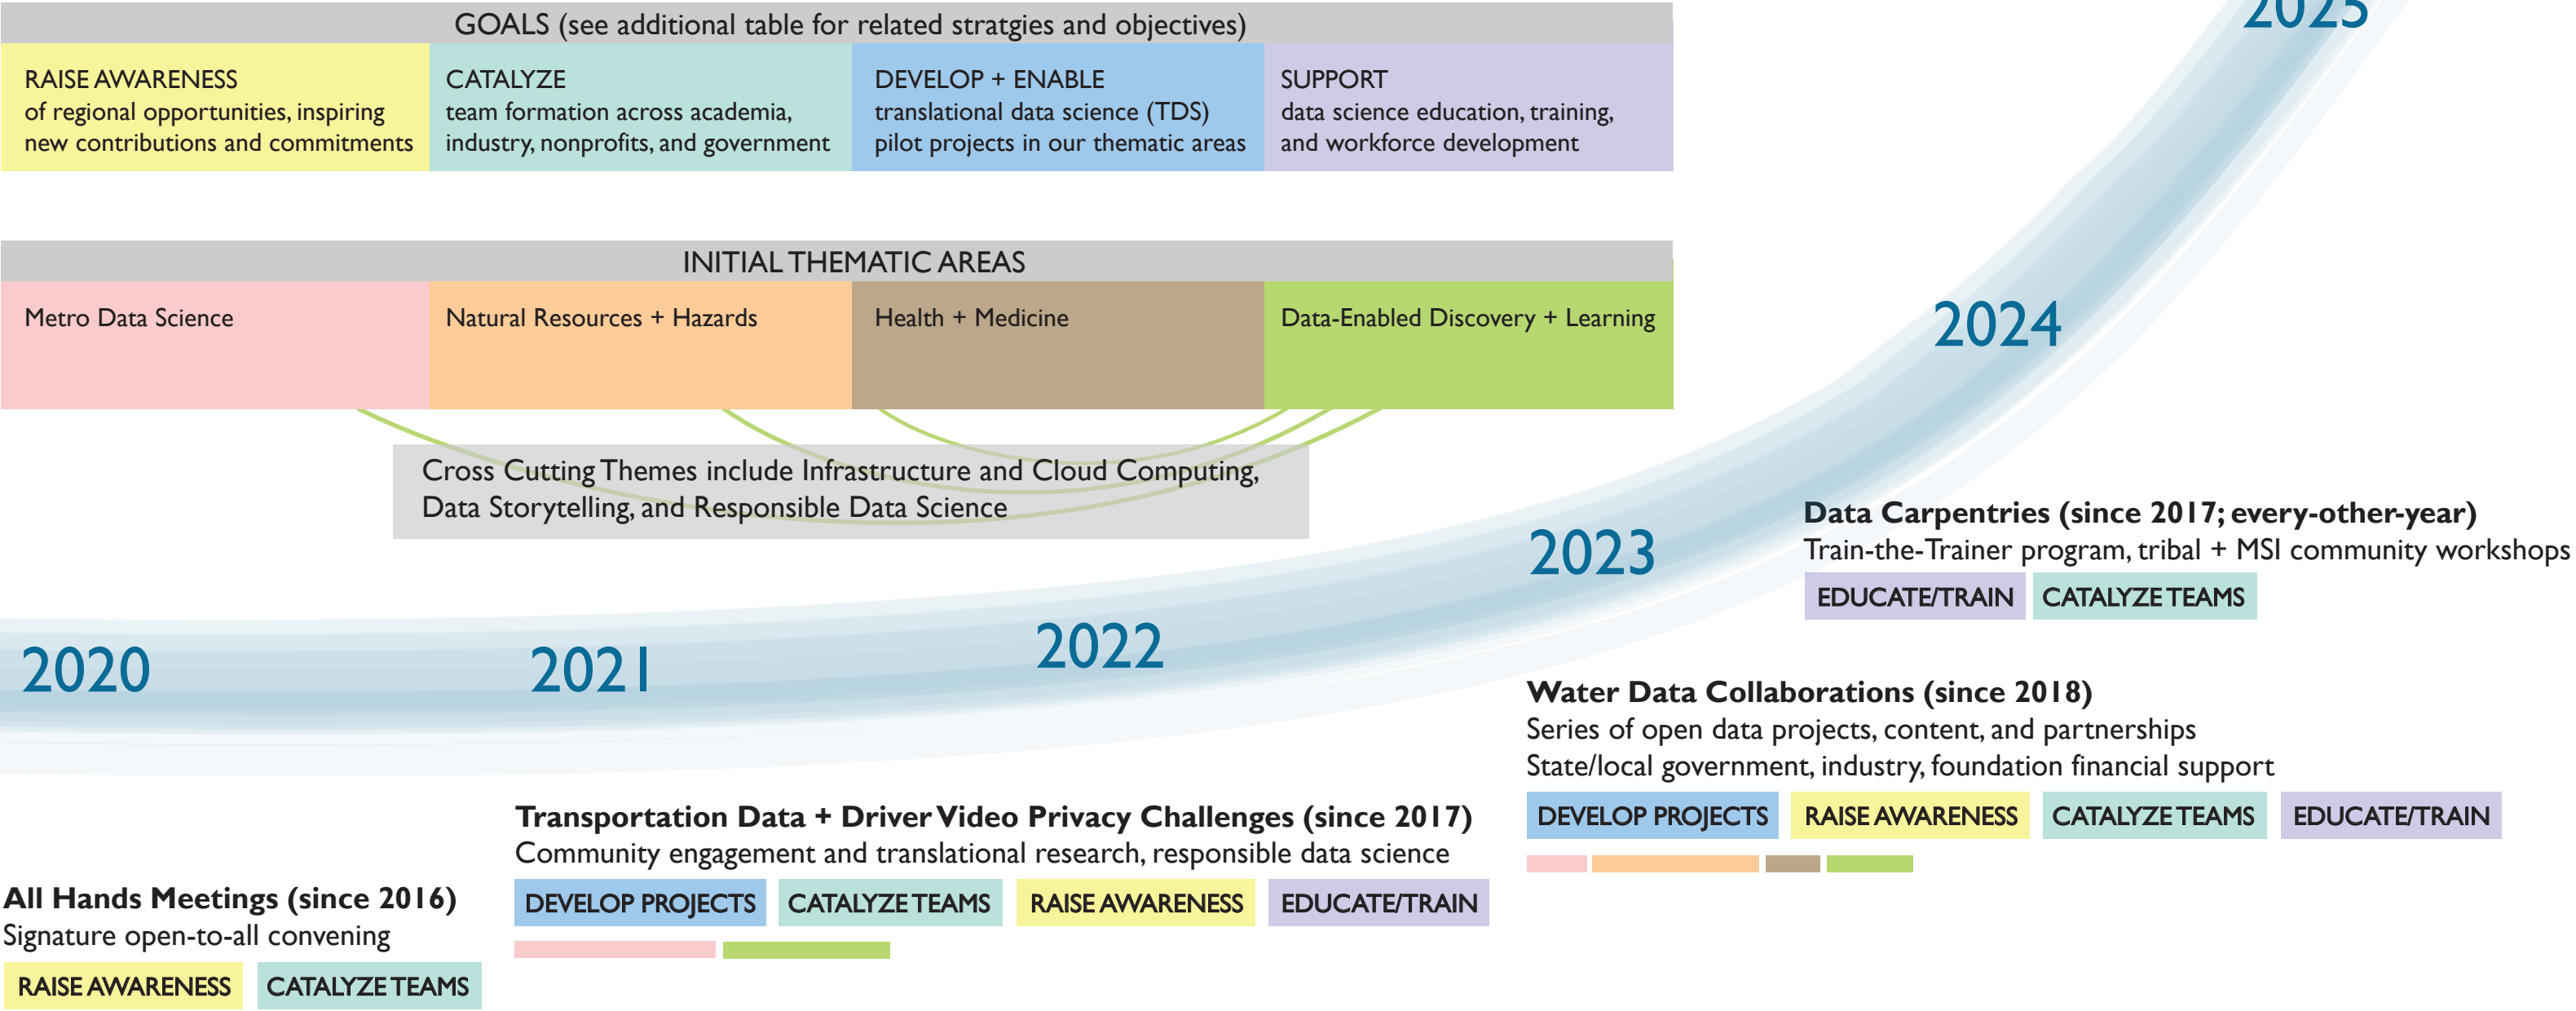 GOALS (see additional table for related stratgies and objectives)
RAISE AWARENESS
of regional opportunities, inspiring
new contributions and commitments
CATALYZE
team formation across academia,
industry, nonprofits, and government
DEVELOP + ENABLE
translational data science (TDS)
pilot projects in our thematic areas
SUPPORT
data science education, training,
and workforce development
INITIAL THEMATIC AREAS
Metro Data Science
Natural Resources + Hazards
Health + Medicine
Data-Enabled Discovery + Learning
Cross Cutting Themes include Infrastructure and Cloud Computing,
Data Storytelling, and Responsible Data Science
2020
2021
2022
2023
2024
2025
All Hands Meetings (since 2016)
Signature open-to-all convening
RAISE AWARENESS
CATALYZE TEAMS
Transportation Data + Driver Video Privacy Challenges (since 2017)
Community engagement and translational research, responsible data science
DEVELOP PROJECTS
CATALYZE TEAMS
RAISE AWARENESS
EDUCATE/TRAIN
Water Data Collaborations (since 2018)
Series of open data projects, content, and partnerships
State/local government, industry, foundation financial support
DEVELOP PROJECTS
RAISE AWARENESS
CATALYZE TEAMS
EDUCATE/TRAIN
Data Carpentries (since 2017; every-other-year)
Train-the-Trainer program, tribal + MSI community workshops
EDUCATE/TRAIN
CATALYZE TEAMS